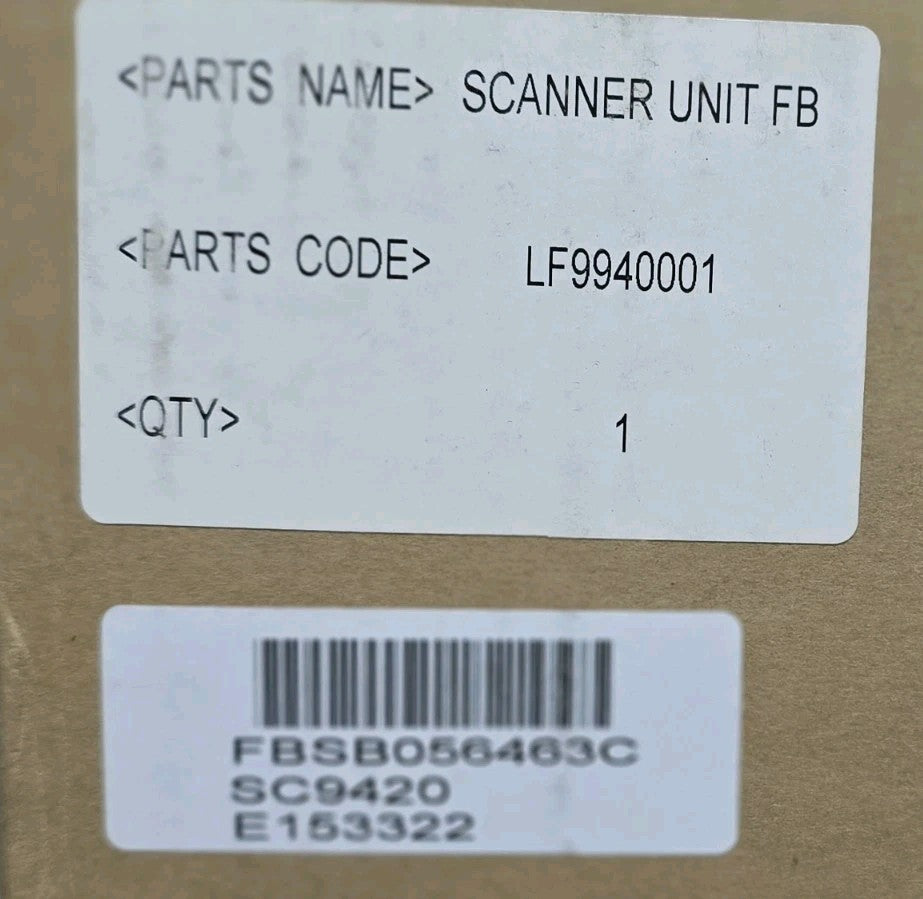 <PARTS NAME> SCANNER UNIT FB
<PARTS CODE> LF9940001
<QTY> 1
FBSB056463C
SC9420
E153322